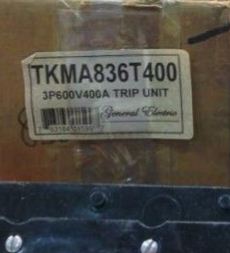 TKMA836T400
3P600V400A TRIP UNIT
General Electric